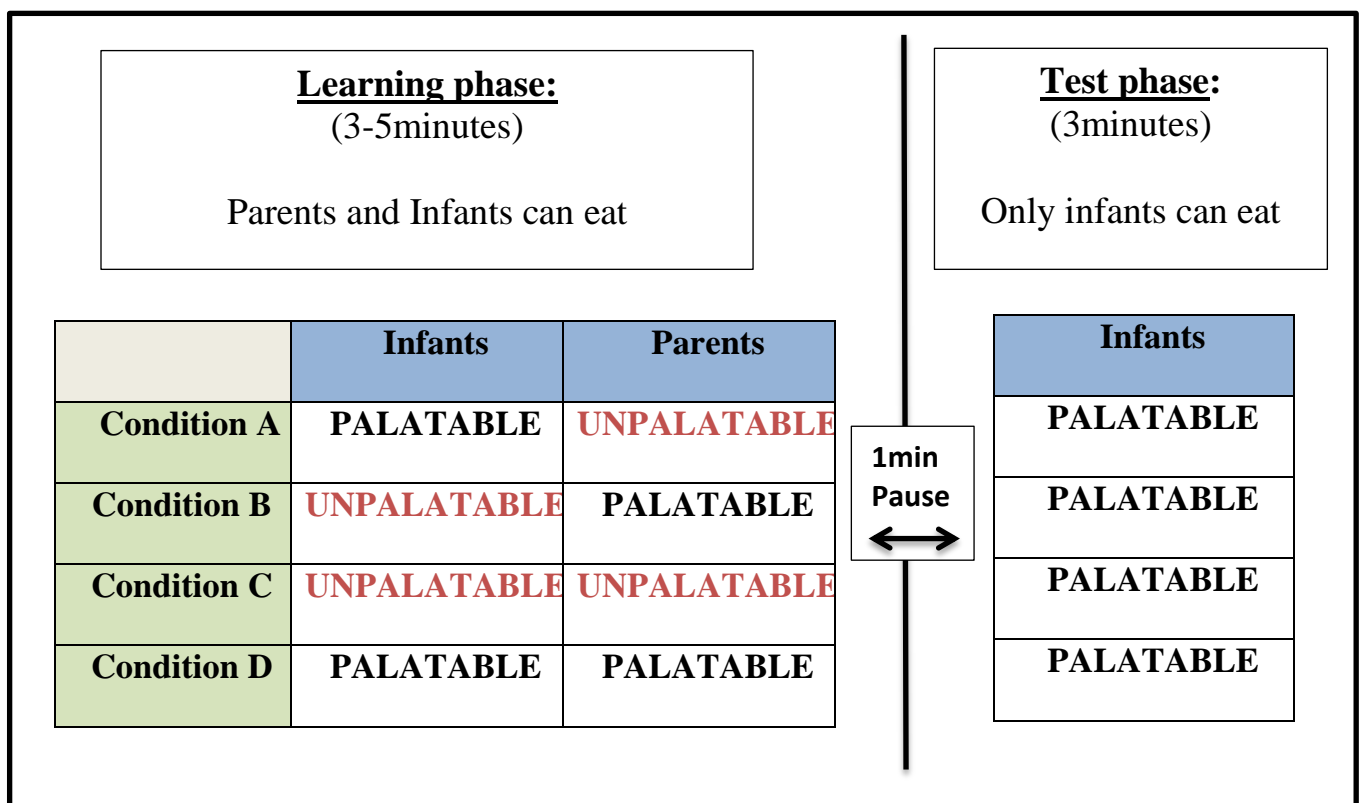 Learning phase:
(3-5minutes)
Parents and Infants can eat
Test phase:
(3minutes)
Only infants can eat
Infants Parents
Condition A PALATABLE UNPALATABLE
Condition B UNPALATABLE PALATABLE
Condition C UNPALATABLE UNPALATABLE
Condition D PALATABLE PALATABLE
1min
Pause
Infants
PALATABLE
PALATABLE
PALATABLE
PALATABLE